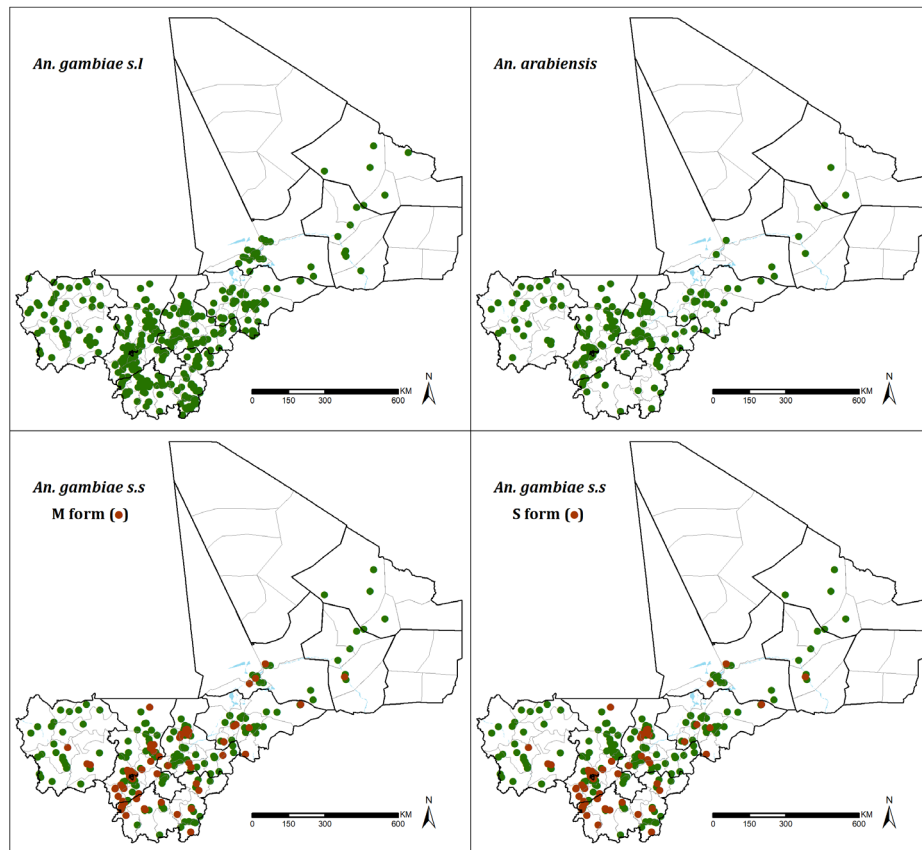 An. gambiae s.l
N
KM
0 150 300 600
An. arabiensis
N
KM
0 150 300 600
An. gambiae s.s
M form (●)
N
KM
0 150 300 600
An. gambiae s.s
S form (●)
N
KM
0 150 300 600